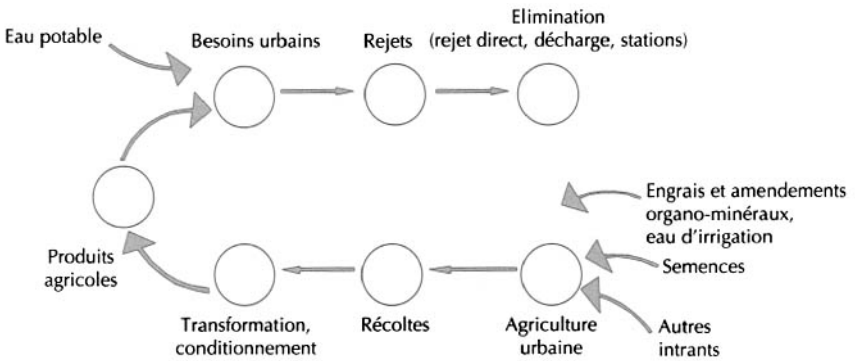 Elimination
(rejet direct, décharge, stations)
Eau potable
Besoins urbains
Rejets
Engrais et amendements
organo-minéraux,
eau d'irrigation
Semences
Produits
agricoles
Transformation,
conditionnement
Récoltes
Agriculture
urbaine
Autres
intrants